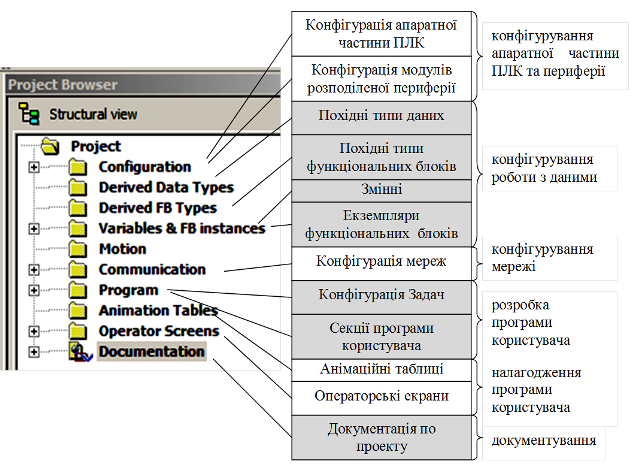 Project Browser
Structural view
Project
Configuration
Derived Data Types
Derived FB Types
Variables & FB instances
Motion
Communication
Program
Animation Tables
Operator Screens
Documentation
Конфігурація апаратної
частини ПЛК
Конфігурація модулів
розподіленої периферії
Похідні типи даних
Похідні типи
функціональних блоків
Змінні
Екземпляри
функціональних блоків
Конфігурація мереж
Конфігурація Задач
Секції програми
користувача
Анімаційні таблиці
Операторські екрани
Документація по
проекту
конфігурування
апаратної частини
ПЛК та периферії
конфігурування
роботи з даними
конфігурування
мережі
розробка
програми
користувача
налагодження
програми
користувача
документування